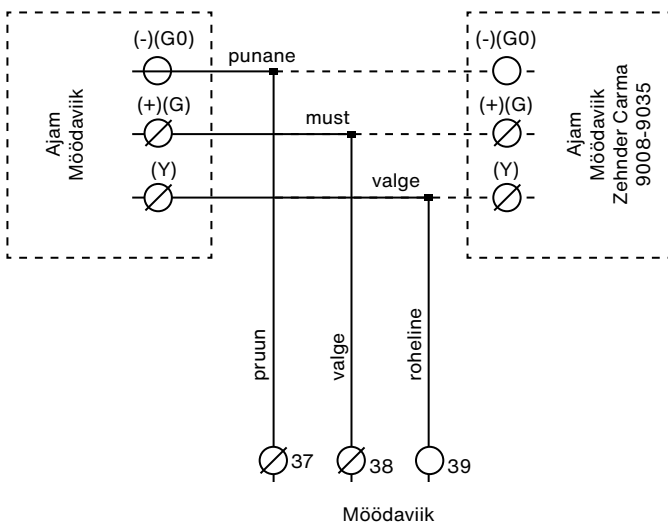 (-)(G0)
punane
(-)(G0)
(+)(G)
must
(+)(G)
Ajam
Möödaviik
(Y)
valge
(Y)
Ajam
Möödaviik
Zehnder Carma
9008-9035
pruun
valge
roheline
37
38
39
Möödaviik